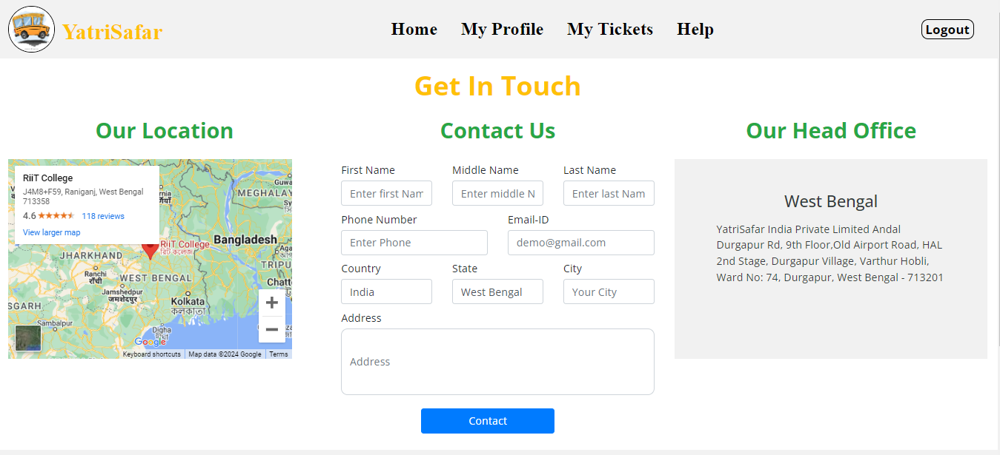 YatriSafar
Home
My Profile
My Tickets
Help
Logout
Get In Touch
Our Location
RiiT College
J4M8+F59, Raniganj, West Bengal
713358
4.6
118 reviews
View larger map
MEGHALAY
Bangladesh
RiiT College
JHARKHAND
Ranchi
राँची
WEST BENGAL
Jamshedpur
जमशेदपुर
Kolkata
কলকাতা
SGARH
Sambalpur
Digha
TRIPU
Chatt
Google
Keyboard shortcuts
Map data ©2024 Google
Terms
Contact Us
First Name
Middle Name
Last Name
Enter first Nam
Enter middle N
Enter last Nam
Phone Number
Email-ID
Enter Phone
demo@gmail.com
Country
State
City
India
West Bengal
Your City
Address
Address
Contact
Our Head Office
West Bengal
YatriSafar India Private Limited Andal
Durgapur Rd, 9th Floor,Old Airport Road, HAL
2nd Stage, Durgapur Village, Varthur Hobli,
Ward No: 74, Durgapur, West Bengal - 713201